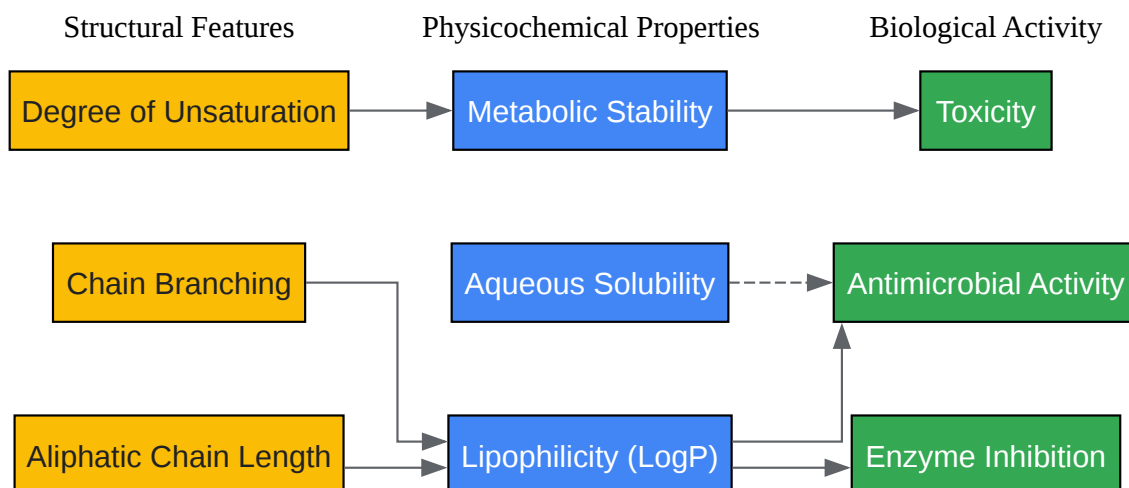 Structural Features
Physicochemical Properties
Biological Activity
Degree of Unsaturation
Metabolic Stability
Toxicity
Chain Branching
Aqueous Solubility
Antimicrobial Activity
Aliphatic Chain Length
Lipophilicity (LogP)
Enzyme Inhibition